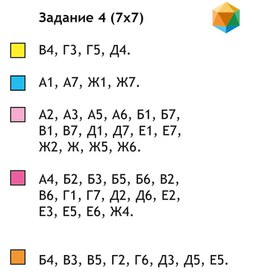 Задание 4 (7x7)
В4, Г3, Г5, Д4.
А1, А7, Ж1, Ж7.
А2, А3, А5, А6, Б1, Б7,
В1, В7, Д1, Д7, Е1, Е7,
Ж2, Ж, Ж5, Ж6.
А4, Б2, Б3, Б5, Б6, В2,
В6, Г1, Г7, Д2, Д6, Е2,
Е3, Е5, Е6, Ж4.
Б4, В3, В5, Г2, Г6, Д3, Д5, Е5.